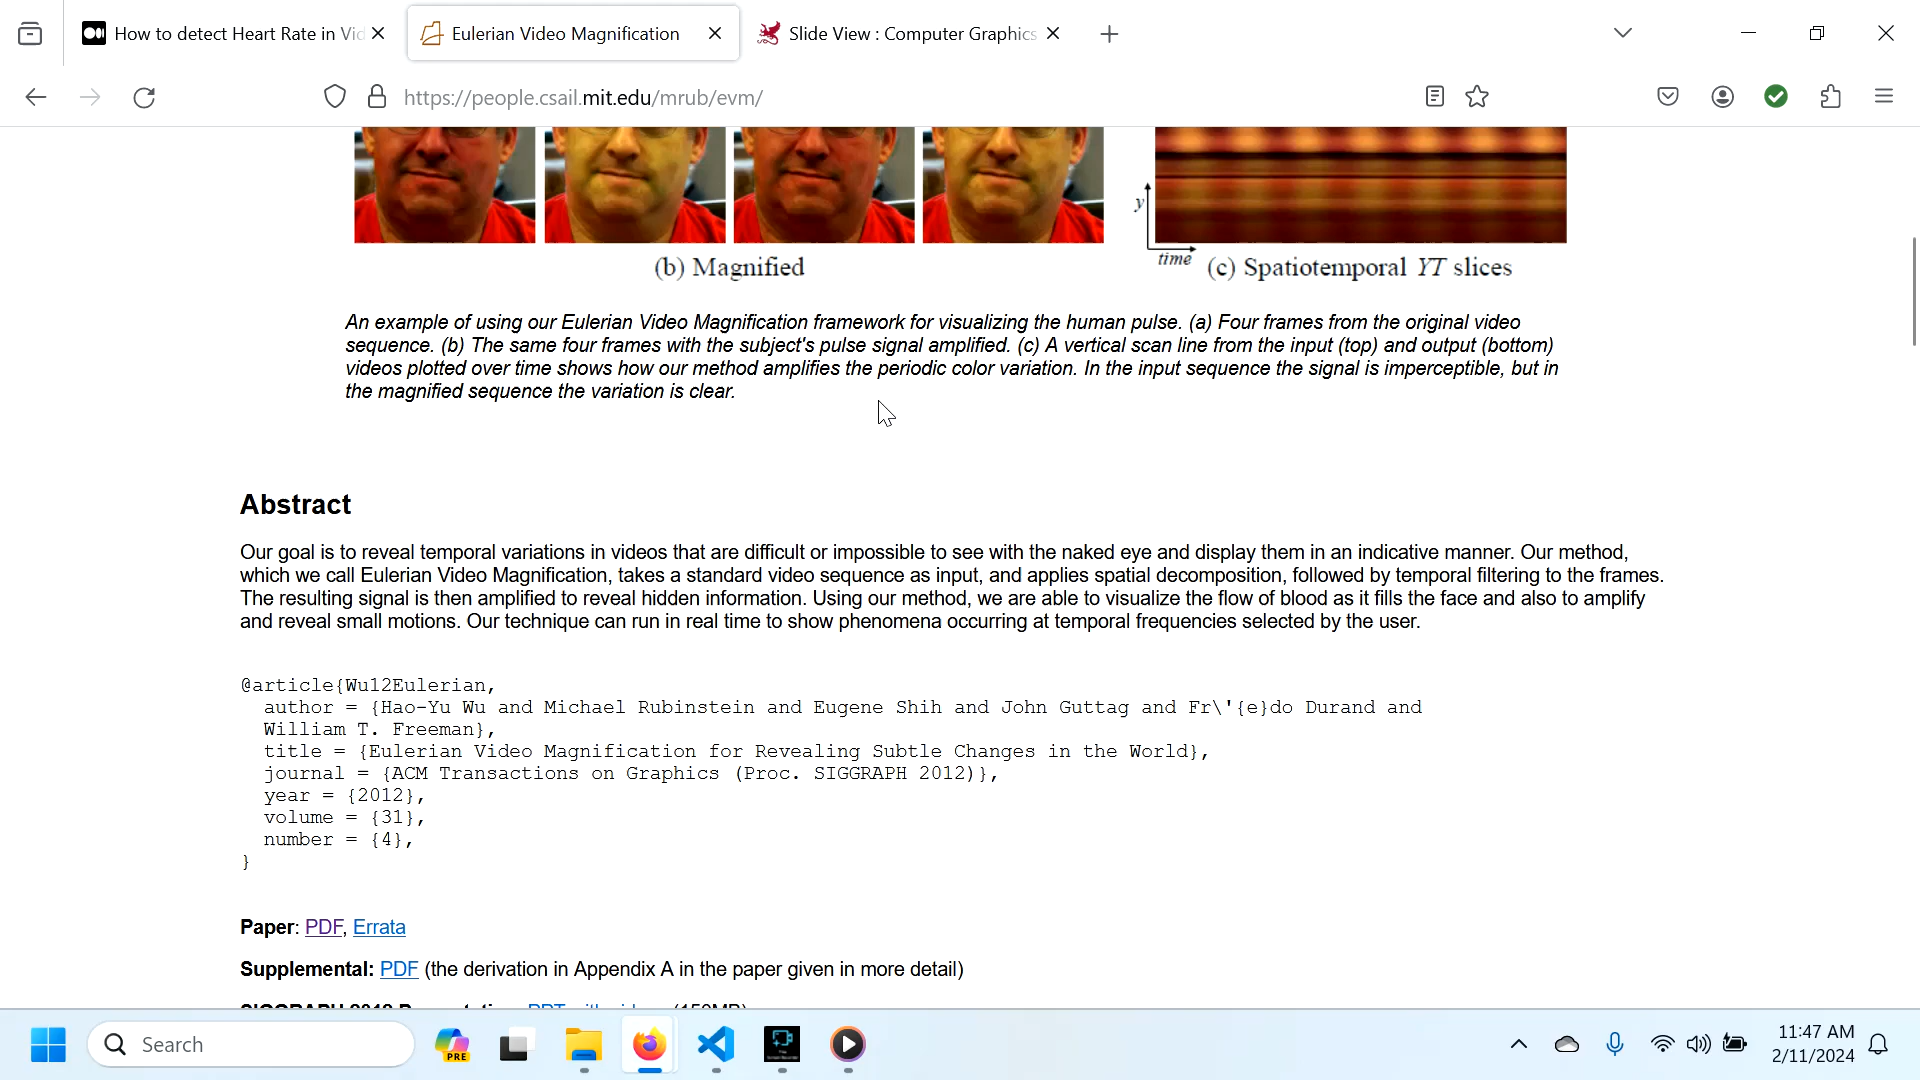 How to detect Heart Rate in Vid
Eulerian Video Magnification
Slide View : Computer Graphics
https://people.csail.mit.edu/mrub/evm/
y
time
(b) Magnified
(c) Spatiotemporal YT slices
An example of using our Eulerian Video Magnification framework for visualizing the human pulse. (a) Four frames from the original video
sequence. (b) The same four frames with the subject's pulse signal amplified. (c) A vertical scan line from the input (top) and output (bottom)
videos plotted over time shows how our method amplifies the periodic color variation. In the input sequence the signal is imperceptible, but in
the magnified sequence the variation is clear.
Abstract
Our goal is to reveal temporal variations in videos that are difficult or impossible to see with the naked eye and display them in an indicative manner. Our method,
which we call Eulerian Video Magnification, takes a standard video sequence as input, and applies spatial decomposition, followed by temporal filtering to the frames.
The resulting signal is then amplified to reveal hidden information. Using our method, we are able to visualize the flow of blood as it fills the face and also to amplify
and reveal small motions. Our technique can run in real time to show phenomena occurring at temporal frequencies selected by the user.
@article{Wu12Eulerian,
author = {Hao-Yu Wu and Michael Rubinstein and Eugene Shih and John Guttag and Fr\'{e}do Durand and
William T. Freeman},
title = {Eulerian Video Magnification for Revealing Subtle Changes in the World},
journal = {ACM Transactions on Graphics (Proc. SIGGRAPH 2012)},
year = {2012},
volume = {31},
number = {4},
}
Paper: PDF, Errata
Supplemental: PDF (the derivation in Appendix A in the paper given in more detail)
Search
PRE
11:47 AM
2/11/2024